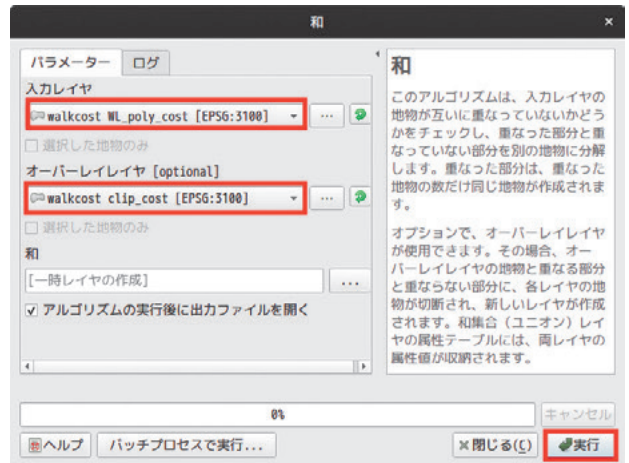 和
パラメーター
ログ
入力レイヤ
walkcost WL_poly_cost [EPSG:3100]
...
選択した地物のみ
オーバーレイレイヤ [optional]
walkcost clip_cost [EPSG:3100]
...
選択した地物のみ
和
[一時レイヤの作成]
...
アルゴリズムの実行後に出力ファイルを開く
和
このアルゴリズムは、入力レイヤの
地物が互いに重なっていないかどう
かをチェックし、重なった部分と重
なっていない部分を別の地物に分解
します。重なった部分は、重なった
地物の数だけ同じ地物が作成されま
す。
オプションで、オーバーレイレイヤ
が使用できます。その場合、オー
バーレイレイヤの地物と重なる部分
と重ならない部分に、各レイヤの地
物が切断され、新しいレイヤが作成
されます。和集合（ユニオン）レイ
ヤの属性テーブルには、両レイヤの
属性値が収納されます。
0%
キャンセル
ヘルプ
バッチプロセスで実行...
閉じる(C)
実行